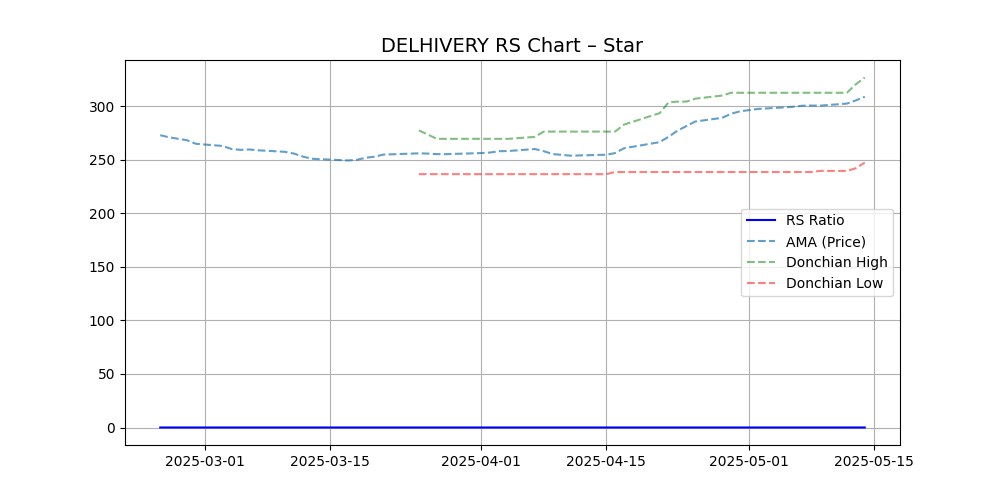 DELHIVERY RS Chart – Star
300
250
200
150
100
50
0
RS Ratio
AMA (Price)
Donchian High
Donchian Low
2025-03-01 2025-03-15 2025-04-01 2025-04-15 2025-05-01 2025-05-15